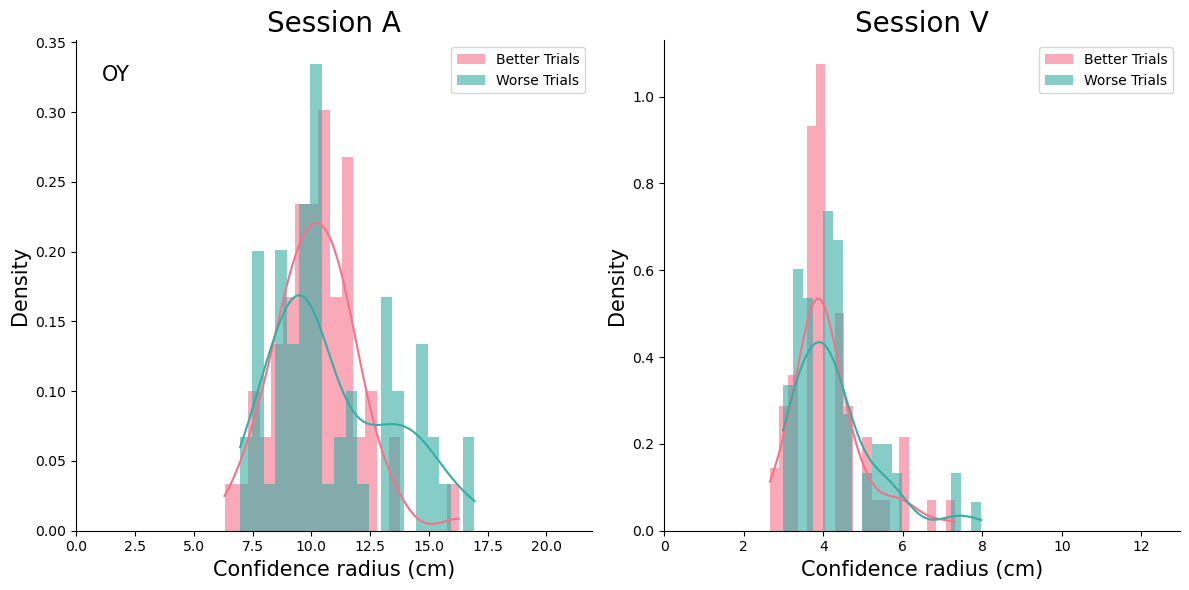 Session A
OY
Better Trials
Worse Trials
Density
0.35
0.30
0.25
0.20
0.15
0.10
0.05
0.00
0.0 2.5 5.0 7.5 10.0 12.5 15.0 17.5 20.0
Confidence radius (cm)
Session V
Better Trials
Worse Trials
Density
1.0
0.8
0.6
0.4
0.2
0.0
0 2 4 6 8 10 12
Confidence radius (cm)